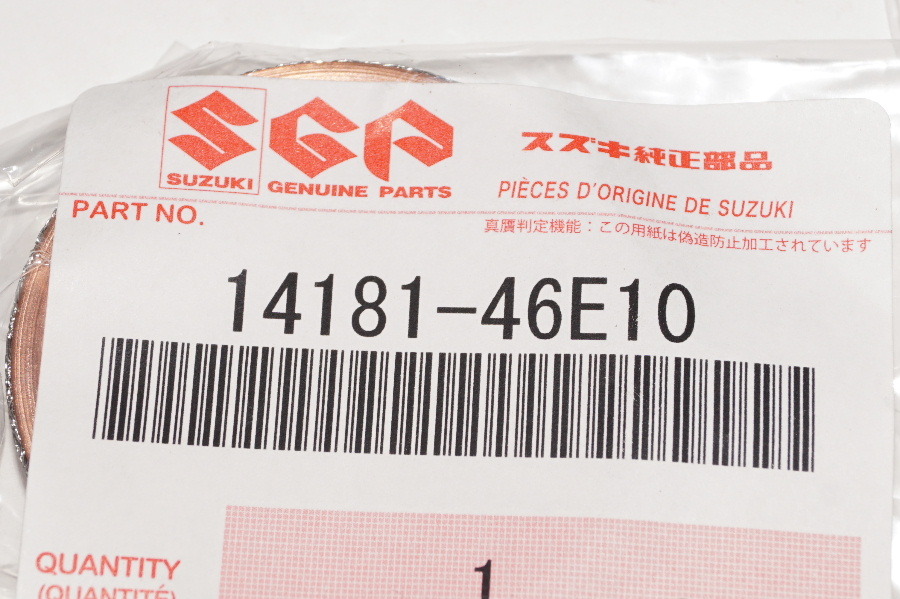 SUZUKI
SGP
GENUINE PARTS
スズキ純正部品
PIÈCES D'ORIGINE DE SUZUKI
PART NO.
真贋判定機能：この用紙は偽造防止加工されています
14181-46E10
QUANTITY
1
(QUANTITÉ)